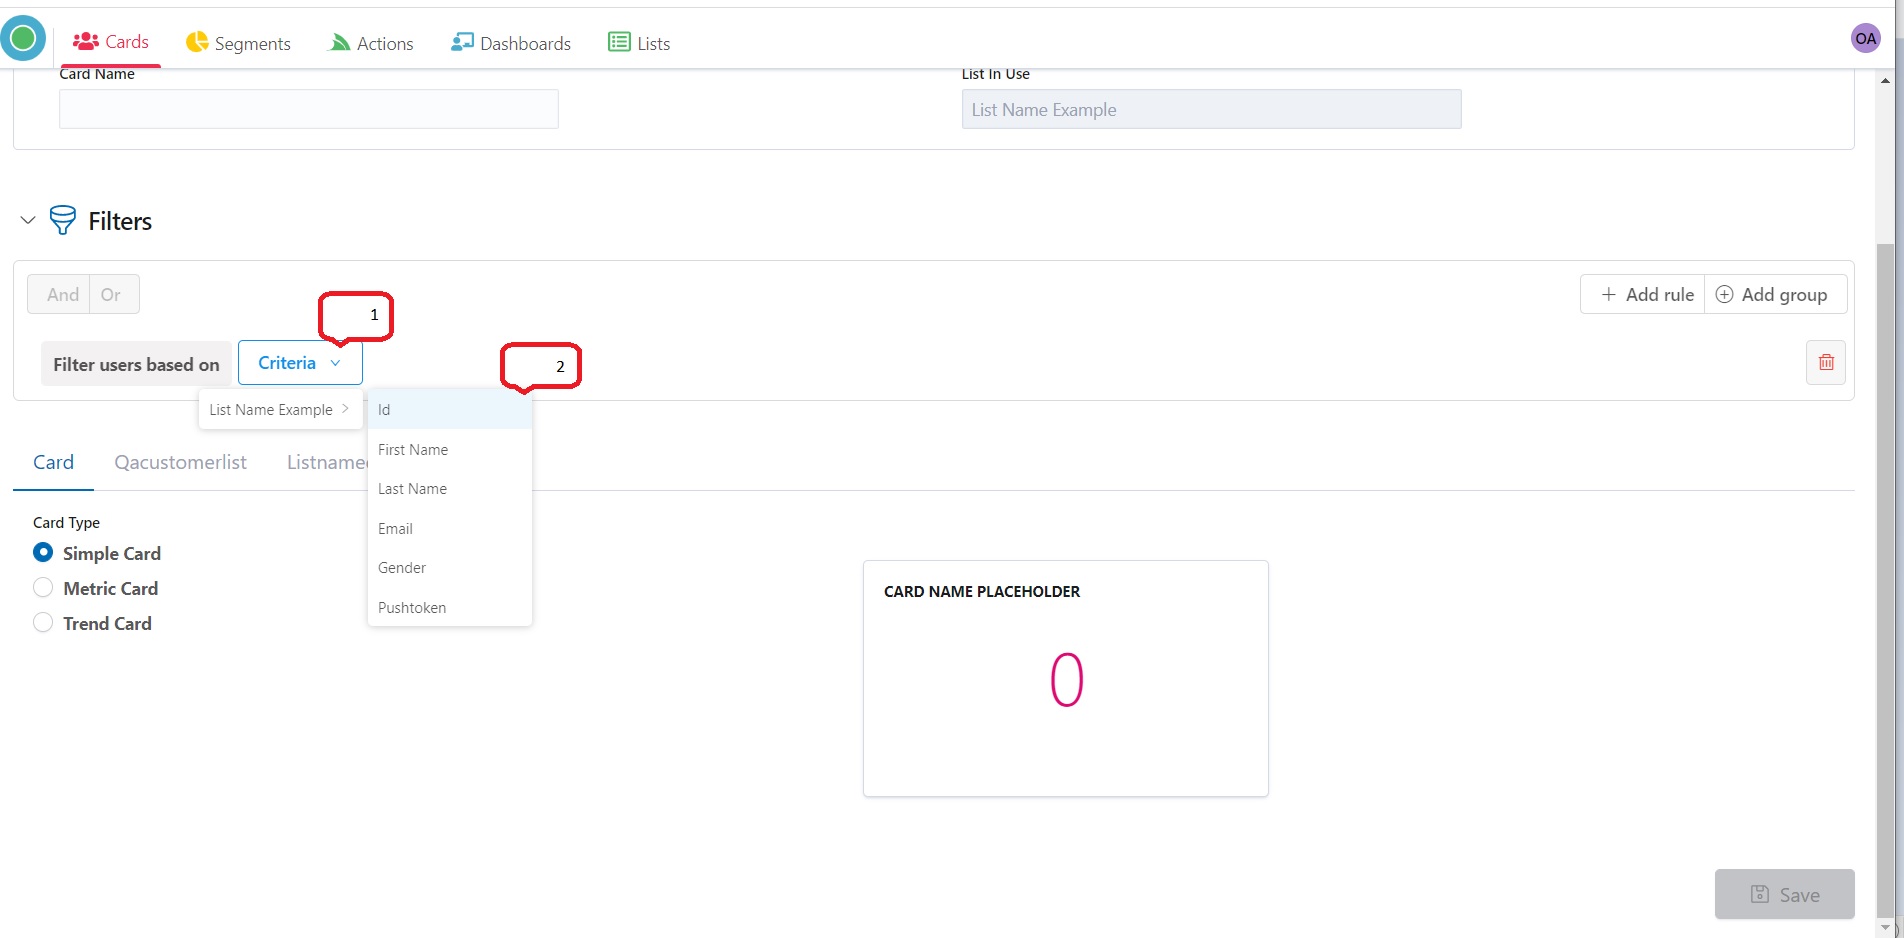 Cards
Segments
Actions
Dashboards
Lists
OA
Card Name
List In Use
List Name Example
Filters
And
Or
1
Add rule
Add group
Filter users based on
Criteria
2
List Name Example
Id
First Name
Last Name
Email
Gender
Pushtoken
Card
Qacustomerlist
Card Type
Simple Card
Metric Card
Trend Card
CARD NAME PLACEHOLDER
0
Save